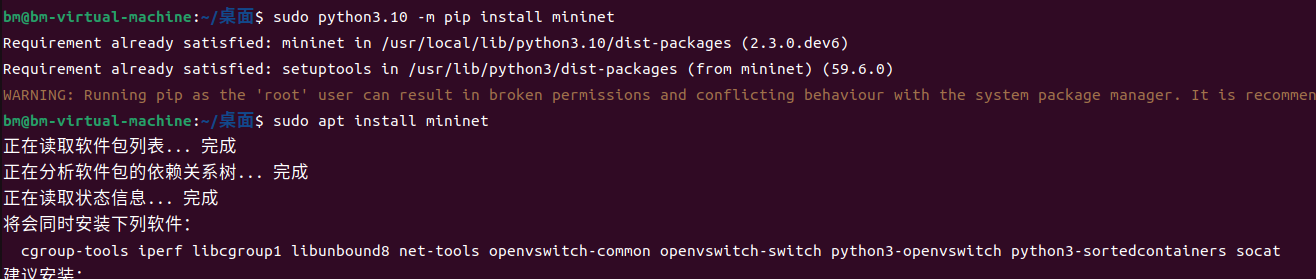 bm@bm-virtual-machine:~/桌面$ sudo python3.10 -m pip install mininet
Requirement already satisfied: mininet in /usr/local/lib/python3.10/dist-packages (2.3.0.dev6)
Requirement already satisfied: setuptools in /usr/lib/python3/dist-packages (from mininet) (59.6.0)
WARNING: Running pip as the 'root' user can result in broken permissions and conflicting behaviour with the system package manager. It is recommen
bm@bm-virtual-machine:~/桌面$ sudo apt install mininet
正在读取软件包列表... 完成
正在分析软件包的依赖关系树... 完成
正在读取状态信息... 完成
将会同时安装下列软件：
cgroup-tools iperf libcgroup1 libunbound8 net-tools openvswitch-common openvswitch-switch python3-openvswitch python3-sortedcontainers socat
建议安装：